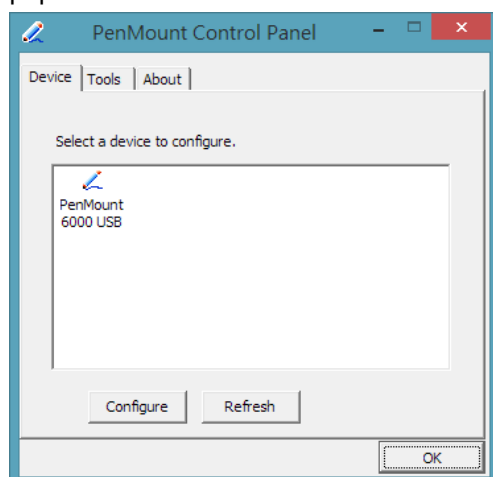 PenMount Control Panel
Device Tools About
Select a device to configure.
PenMount
6000 USB
Configure Refresh
OK